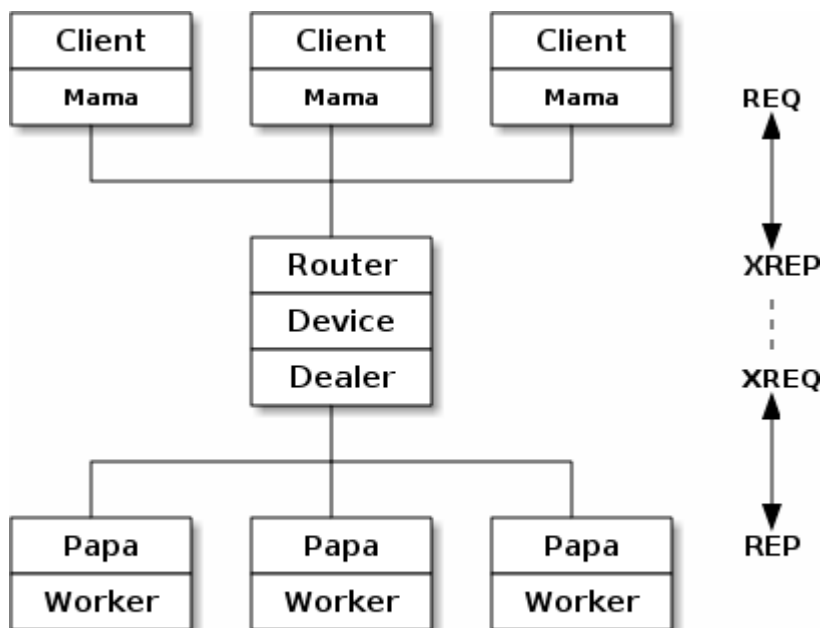 Client Client Client
Mama Mama Mama REQ
Router XREP
Device
Dealer XREQ
Papa Papa Papa REP
Worker Worker Worker